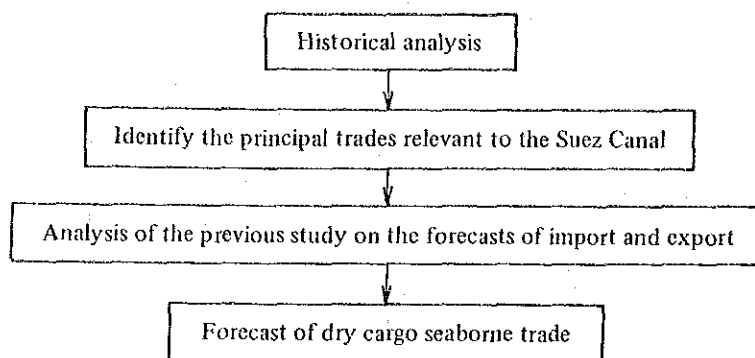 Historical analysis
Identify the principal trades relevant to the Suez Canal
Analysis of the previous study on the forecasts of import and export
Forecast of dry cargo seaborne trade